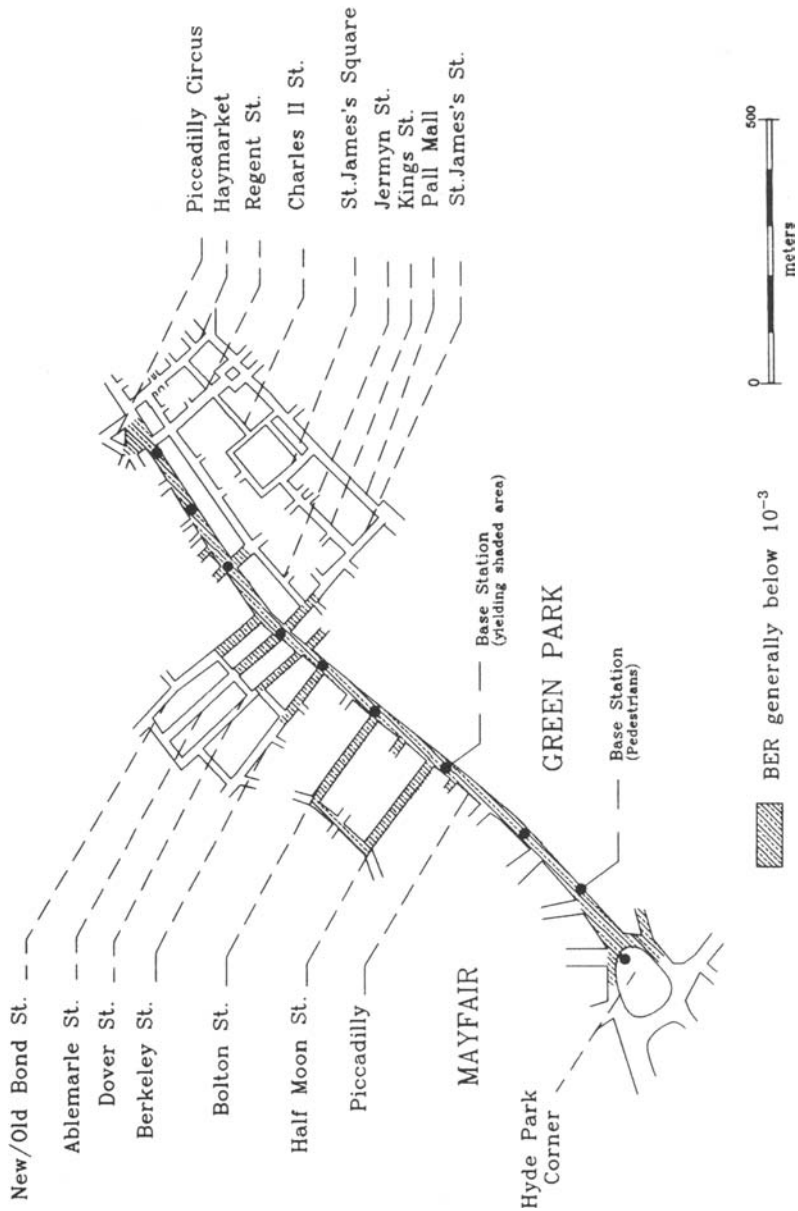 Piccadilly Circus
Haymarket
Regent St.
Charles II St.
St.James's Square
Jermyn St.
Kings St.
Pall Mall
St.James's St.
New/Old Bond St.
Ablemarle St.
Dover St.
Berkeley St.
Bolton St.
Half Moon St.
Piccadilly
MAYFAIR
Hyde Park
Corner
Base Station
(yielding shaded area)
GREEN PARK
Base Station
(Pedestrians)
0
500
meters
BER generally below 10⁻³